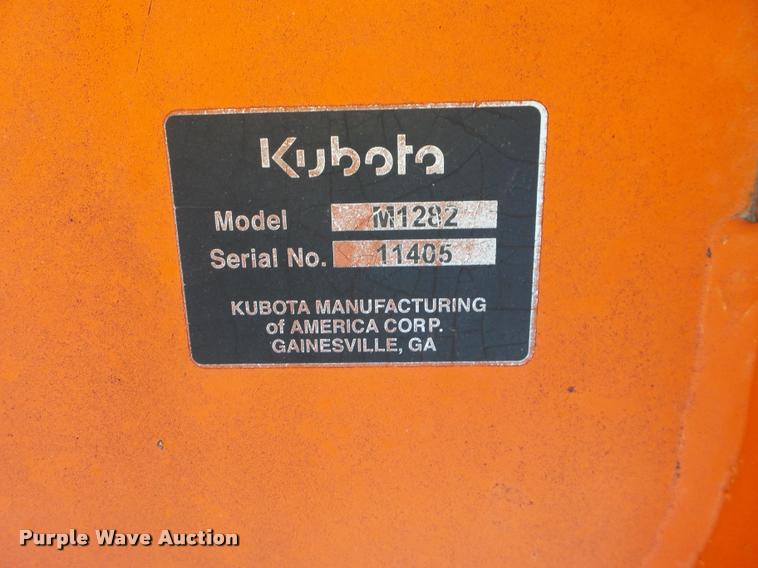 Kubota
Model M1282
Serial No. 11405
KUBOTA MANUFACTURING
of AMERICA CORP.
GAINESVILLE, GA
Purple Wave Auction